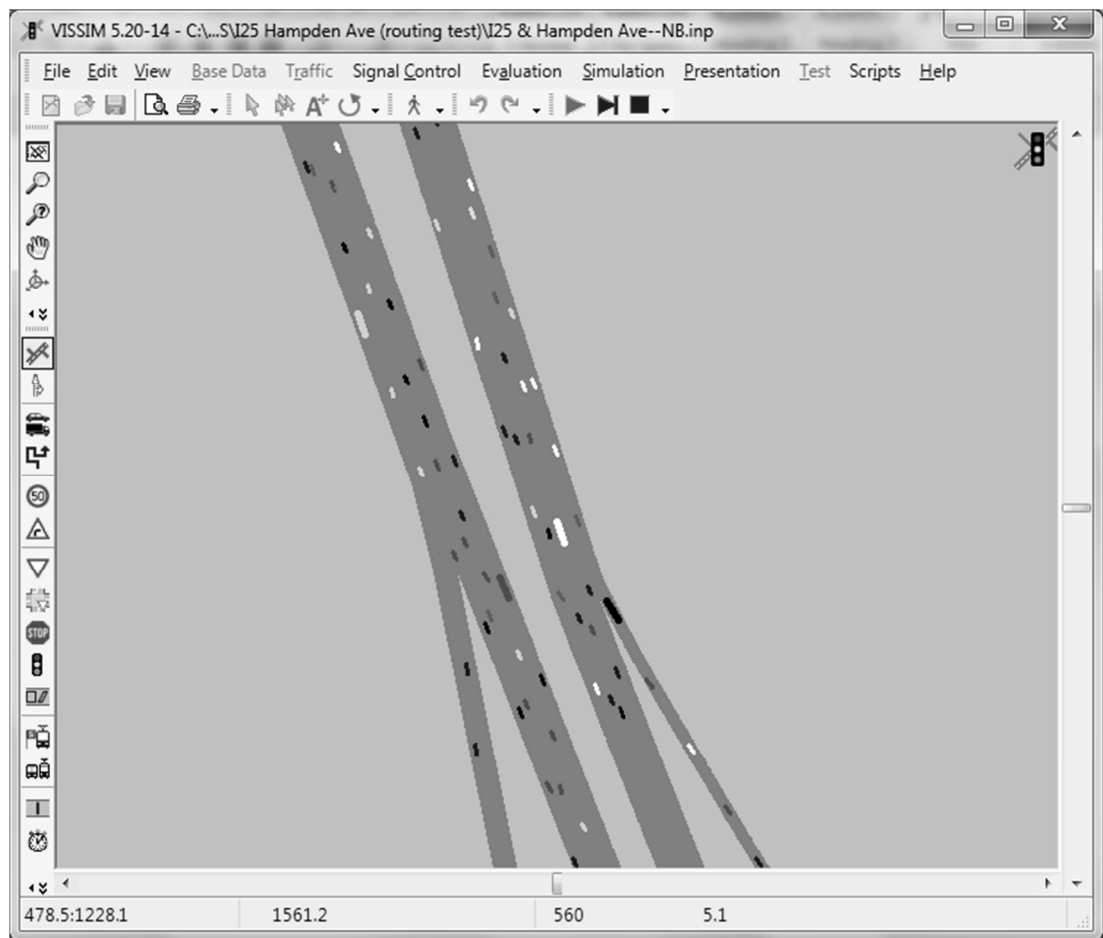 VISSIM 5.20-14 - C:\...S\I25 Hampden Ave (routing test)\I25 & Hampden Ave--NB.inp
File Edit View Base Data Traffic Signal Control Evaluation Simulation Presentation Test Scripts Help
A+
50
STOP
478.5:1228.1 1561.2 560 5.1